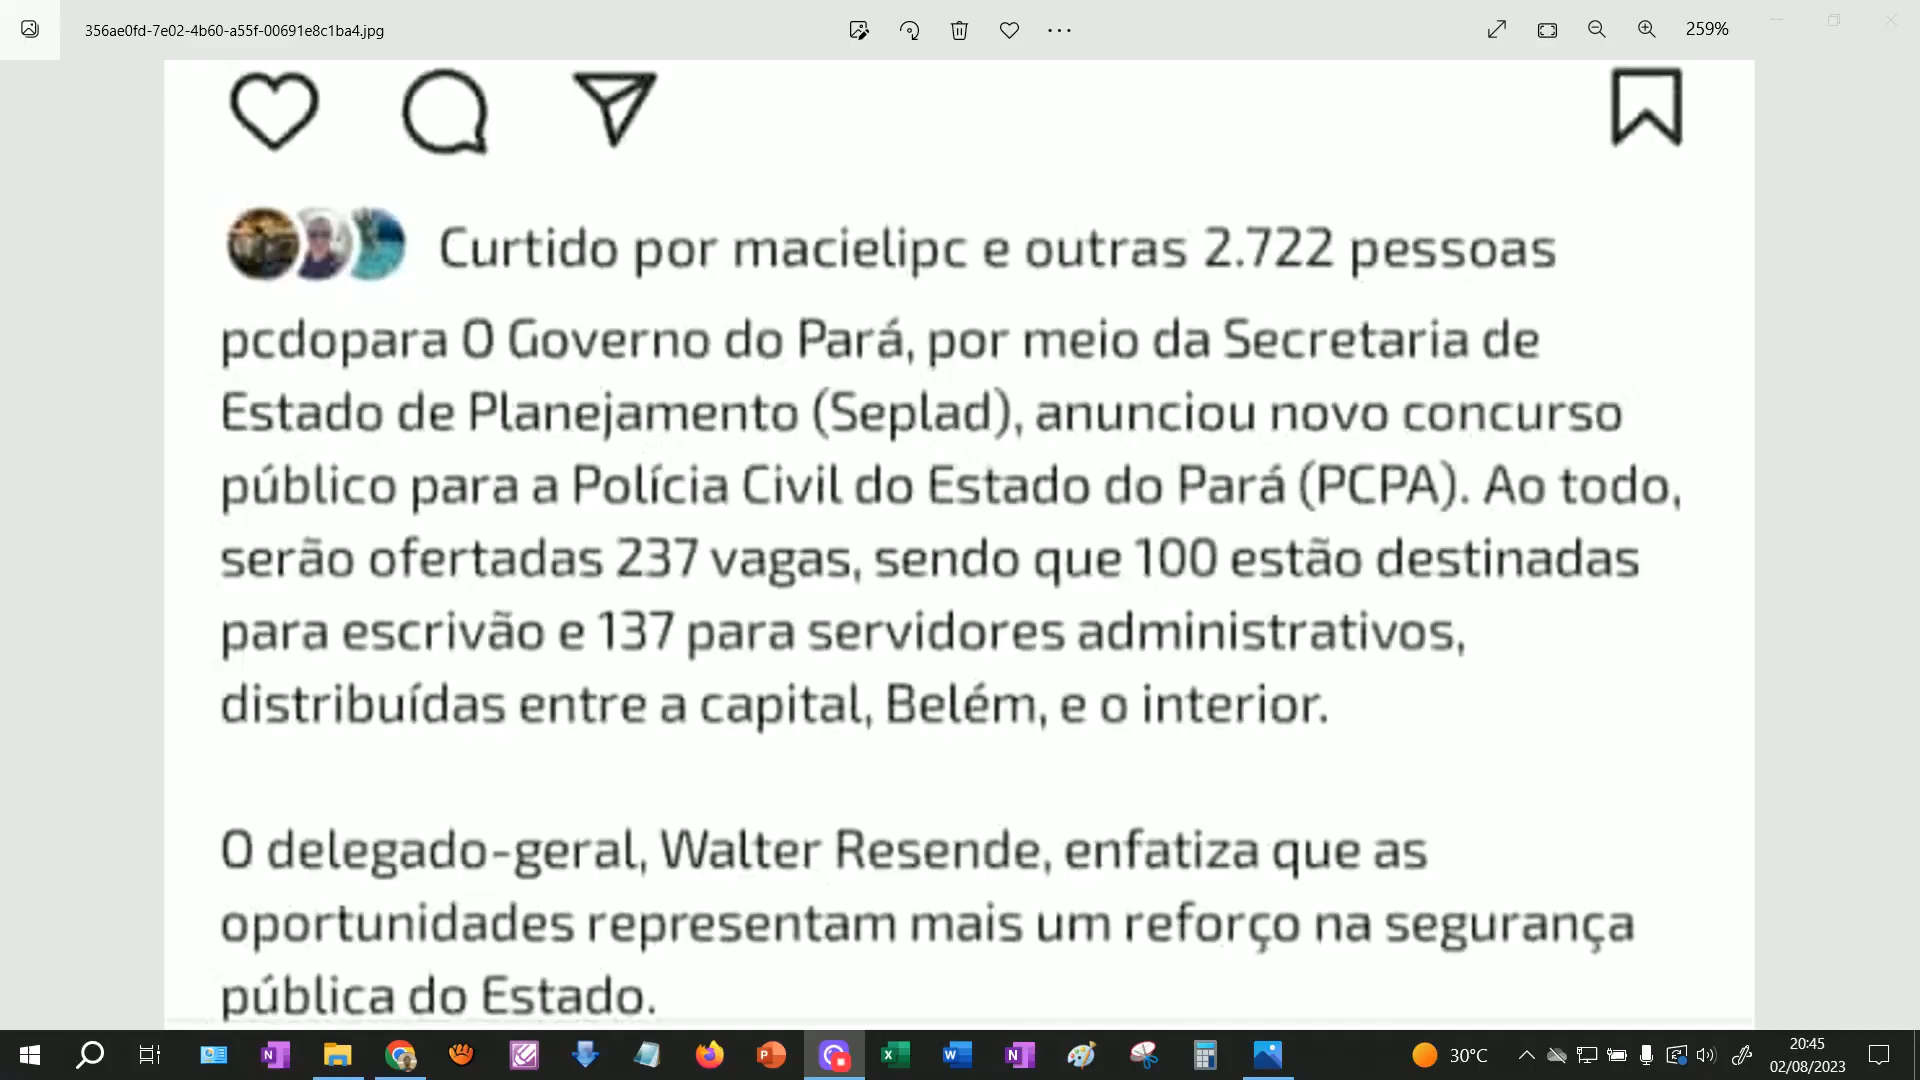 356ae0fd-7e02-4b60-a55f-00691e8c1ba4.jpg
259%
Curtido por macielipc e outras 2.722 pessoas
pcdopara O Governo do Pará, por meio da Secretaria de
Estado de Planejamento (Seplad), anunciou novo concurso
público para a Polícia Civil do Estado do Pará (PCPA). Ao todo,
serão ofertadas 237 vagas, sendo que 100 estão destinadas
para escrivão e 137 para servidores administrativos,
distribuídas entre a capital, Belém, e o interior.
O delegado-geral, Walter Resende, enfatiza que as
oportunidades representam mais um reforço na segurança
pública do Estado.
30°C
20:45
02/08/2023